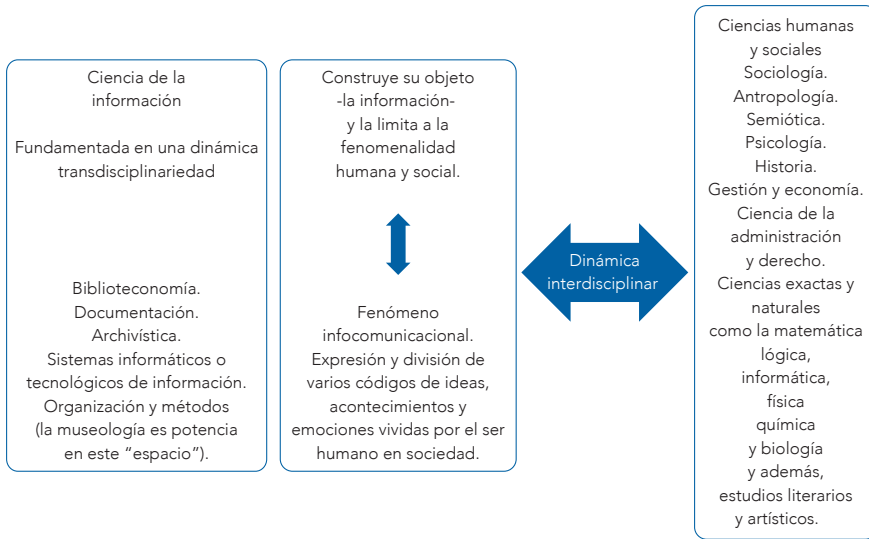 Ciencia de la
información
Fundamentada en una dinámica
transdisciplinariedad
Biblioteconomía.
Documentación.
Archivística.
Sistemas informáticos o
tecnológicos de información.
Organización y métodos
(la museología es potencia
en este “espacio”).
Construye su objeto
-la información-
y la limita a la
fenomenalidad
humana y social.
Fenómeno
infocomunicacional.
Expresión y división de
varios códigos de ideas,
acontecimientos y
emociones vividas por el ser
humano en sociedad.
Dinámica
interdisciplinar
Ciencias humanas
y sociales
Sociología.
Antropología.
Semiótica.
Psicología.
Historia.
Gestión y economía.
Ciencia de la
administración
y derecho.
Ciencias exactas y
naturales
como la matemática
lógica,
informática,
física
química
y biología
y además,
estudios literarios
y artísticos.